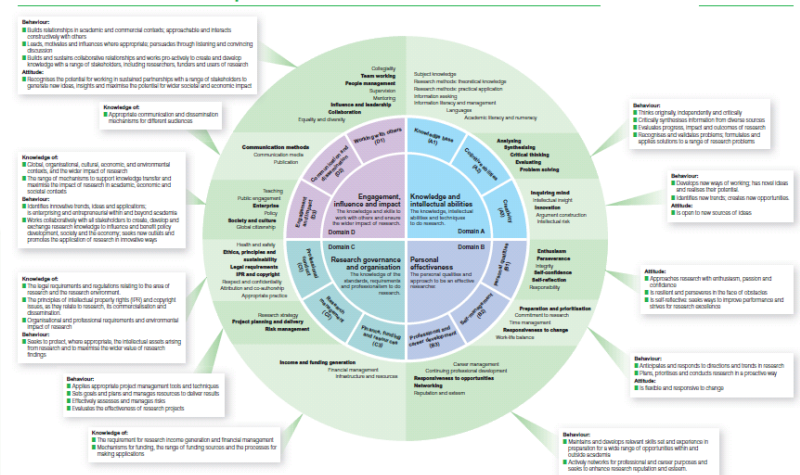 Behaviour:
Builds relationships in academic and commercial contexts; approachable and interacts
constructively with others
Leads, motivates and influences where appropriate; persuades through listening and convincing
discussion
Builds and sustains collaborative relationships and works pro-actively to create and develop
knowledge with a range of stakeholders, including researchers, funders and users of research
Attitude:
Recognises the potential for working in sustained partnerships with a range of stakeholders to
generate new ideas, insights and maximise the potential for wider societal and economic impact
Knowledge of:
Appropriate communication and dissemination
mechanisms for different audiences
Knowledge of:
Global, organisational, cultural, economic, and environmental
contexts, and the wider impact of research
The range of mechanisms to support knowledge transfer and
maximise the impact of research in academic, economic and
societal contexts
Behaviour:
Identifies innovative trends, ideas and applications;
is enterprising and entrepreneurial within and beyond academia
Works collaboratively with all stakeholders to create, develop and
exchange research knowledge to influence and benefit policy
development, society and the economy; seeks new outlets and
promotes the application of research in innovative ways
Knowledge of:
The legal requirements and regulations relating to the area of
research and the research environment
The principles of intellectual property rights (IPR) and copyright
issues, as they relate to research, its commercialisation and
dissemination
Organisational and professional requirements and environmental
impact of research
Behaviour:
Seeks to protect, where appropriate, the intellectual assets arising
from research and to maximise the wider value of research
findings
Behaviour:
Applies appropriate project management tools and techniques
Sets goals and plans and manages resources to deliver results
Effectively assesses and manages risks
Evaluates the effectiveness of research projects
Knowledge of:
The requirement for research income generation and financial management
Mechanisms for funding, the range of funding sources and the processes for
making applications
Collegiality
Team working
People management
Supervision
Mentoring
Influence and leadership
Collaboration
Equality and diversity
Communication methods
Communication media
Publication
Teaching
Public engagement
Enterprise
Policy
Society and culture
Global citizenship
Health and safety
Ethics, principles and
sustainability
Legal requirements
IPR and copyright
Respect and confidentiality
Attribution and co-authorship
Appropriate practice
Research strategy
Project planning and delivery
Risk management
Income and funding generation
Financial management
Infrastructure and resources
Working with others
(D1)
Communication and
dissemination
(D2)
Engagement
and impact
(D3)
Engagement,
influence and impact
The knowledge and skills to
work with others and ensure
the wider impact of research.
Domain D
Knowledge base
(A1)
Cognitive abilities
(A2)
Creativity
(A3)
Knowledge and
intellectual abilities
The knowledge, intellectual
abilities and techniques
to do research.
Domain A
Domain C
Research governance
and organisation
The knowledge of the
standards, requirements
and professionalism to do
research.
Professional
conduct
(C1)
Research
management
(C2)
Finance, funding
and resources
(C3)
Domain B
Personal
effectiveness
The personal qualities and
approach to be an effective
researcher.
Personal qualities
(B1)
Self-management
(B2)
Professional and
career development
(B3)
Subject knowledge
Research methods: theoretical knowledge
Research methods: practical application
Information seeking
Information literacy and management
Languages
Academic literacy and numeracy
Analysing
Synthesising
Critical thinking
Evaluating
Problem solving
Inquiring mind
Intellectual insight
Innovation
Argument construction
Intellectual risk
Enthusiasm
Perseverance
Integrity
Self-confidence
Self-reflection
Responsibility
Preparation and prioritisation
Commitment to research
Time management
Responsiveness to change
Work-life balance
Career management
Continuing professional development
Responsiveness to opportunities
Networking
Reputation and esteem
Behaviour:
Thinks originally, independently and critically
Critically synthesises information from diverse sources
Evaluates progress, impact and outcomes of research
Recognises and validates problems; formulates and
applies solutions to a range of research problems
Behaviour:
Develops new ways of working; has novel ideas
and realises their potential.
Identifies new trends; creates new opportunities.
Attitude:
Is open to new sources of ideas
Attitude:
Approaches research with enthusiasm, passion and
confidence
Is resilient and perseveres in the face of obstacles
Is self-reflective; seeks ways to improve performance and
strives for research excellence
Behaviour:
Anticipates and responds to directions and trends in research
Plans, prioritises and conducts research in a proactive way
Attitude:
Is flexible and responsive to change
Behaviour:
Maintains and develops relevant skills set and experience in
preparation for a wide range of opportunities within and
outside academia
Actively networks for professional and career purposes and
seeks to enhance research reputation and esteem.